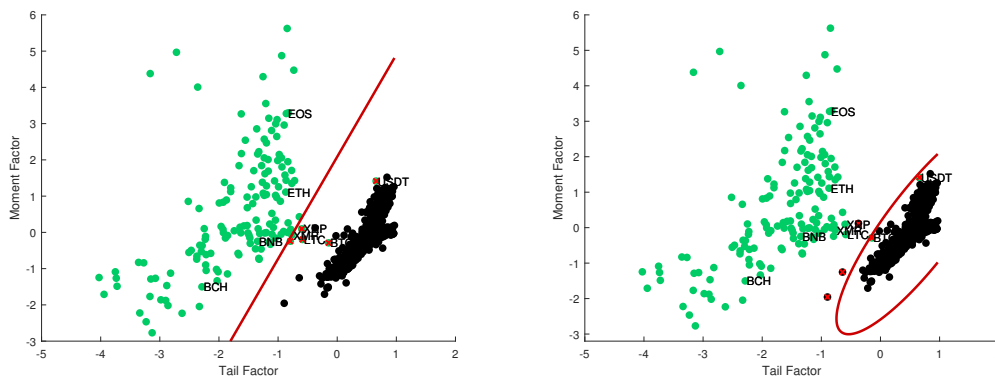 6
5
4
3
2
1
0
-1
-2
-3
-5
-4
-3
-2
-1
0
1
2
Moment Factor
Tail Factor
EOS
USDT
ETH
XRP
XMR
LTC
BTC
BNB
BCH
6
5
4
3
2
1
0
-1
-2
-3
-5
-4
-3
-2
-1
0
1
Moment Factor
Tail Factor
EOS
USDT
ETH
XRP
XMR
LTC
BNB
BCH